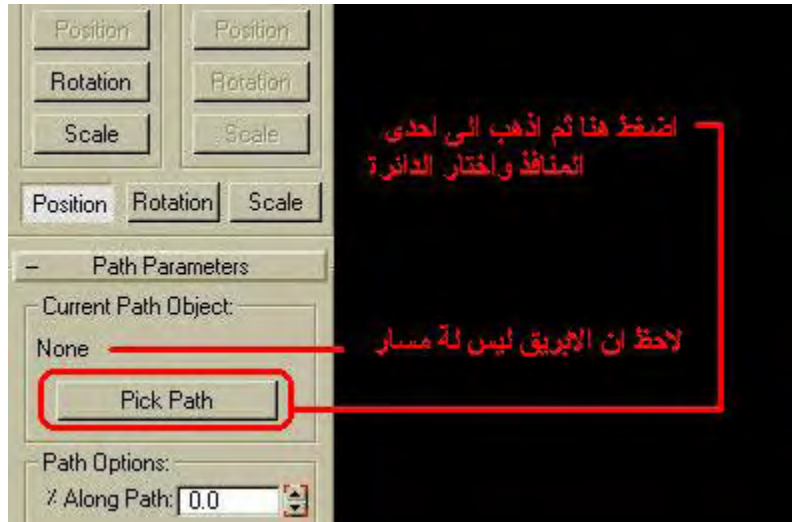 Position Position
Rotation Rotation
Scale Scale
Position Rotation Scale
اضغط هنا ثم اذهب الى احدى
المنافذ واختار الدائرة
– Path Parameters
Current Path Object:
None
لاحظ ان الابريق ليس لة مسار
Pick Path
Path Options:
% Along Path: 0.0